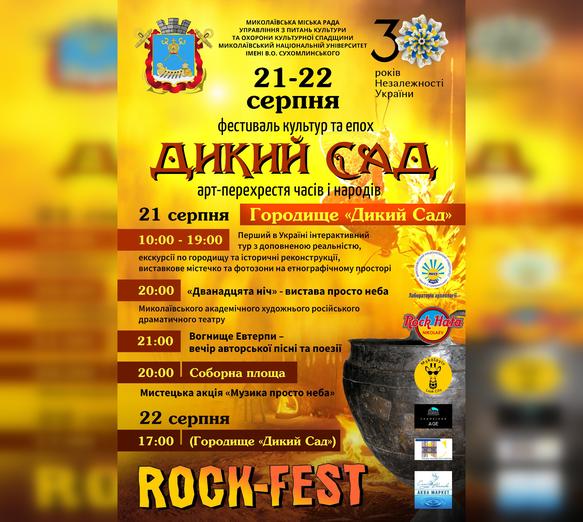 МИКОЛАЇВСЬКА МІСЬКА РАДА
УПРАВЛІННЯ З ПИТАНЬ КУЛЬТУРИ
ТА ОХОРОНИ КУЛЬТУРНОЇ СПАДЩИНИ
МИКОЛАЇВСЬКИЙ НАЦІОНАЛЬНИЙ УНІВЕРСИТЕТ
ІМЕНІ В.О. СУХОМЛИНСЬКОГО
30
років
Незалежності
України
21-22
серпня
фестиваль культур та епох
ДИКИЙ САД
арт-перехрестя часів і народів
21 серпня Городище «Дикий Сад»
10:00 - 19:00 Перший в Україні інтерактивний
тур з доповненою реальністю,
екскурсії по городищу та історичні реконструкції,
виставкове містечко та фотозони на етнографічному просторі
20:00 «Дванадцята ніч» - вистава просто неба
Миколаївського академічного художнього російського
драматичного театру
21:00 Вогнище Евтерпи –
вечір авторської пісні та поезії
20:00 Соборна площа
Мистецька акція «Музика просто неба»
22 серпня
17:00 (Городище «Дикий Сад»)
ROCK-FEST
Лабораторія археології
Rock Hata
NIKOLAEV
AGE
АКВА МАРКЕТ